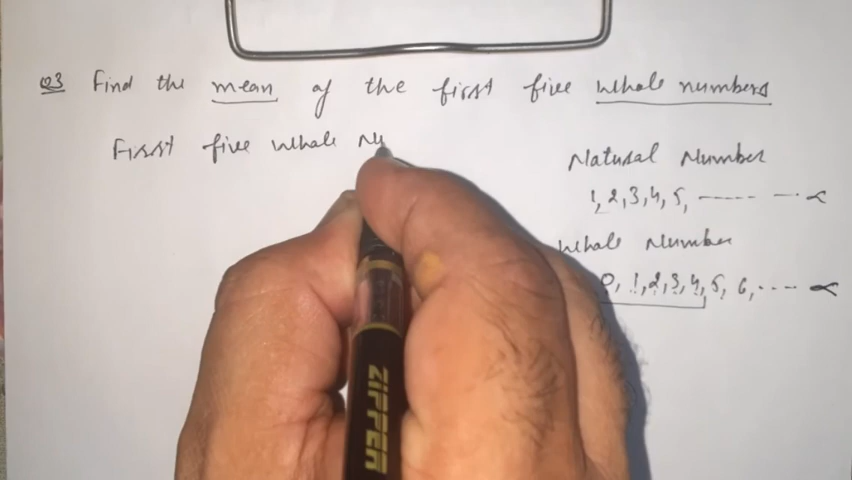 Q3 Find the mean of the first five whole numbers
First five whole Nu
Natural Number
1, 2, 3, 4, 5, ------ --- ∝
whole Number
0, 1, 2, 3, 4, 5, 6, ---- ∝
ZIPPER